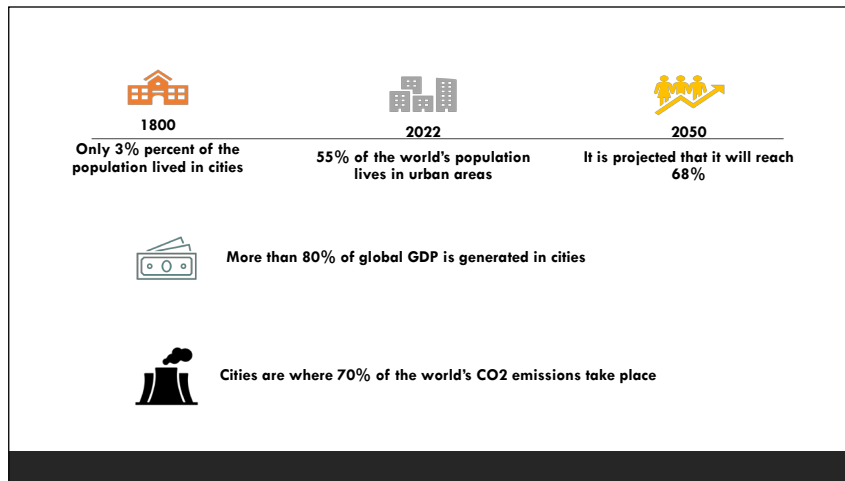 1800
Only 3% percent of the
population lived in cities
2022
55% of the world's population
lives in urban areas
2050
It is projected that it will reach
68%
More than 80% of global GDP is generated in cities
Cities are where 70% of the world's CO2 emissions take place